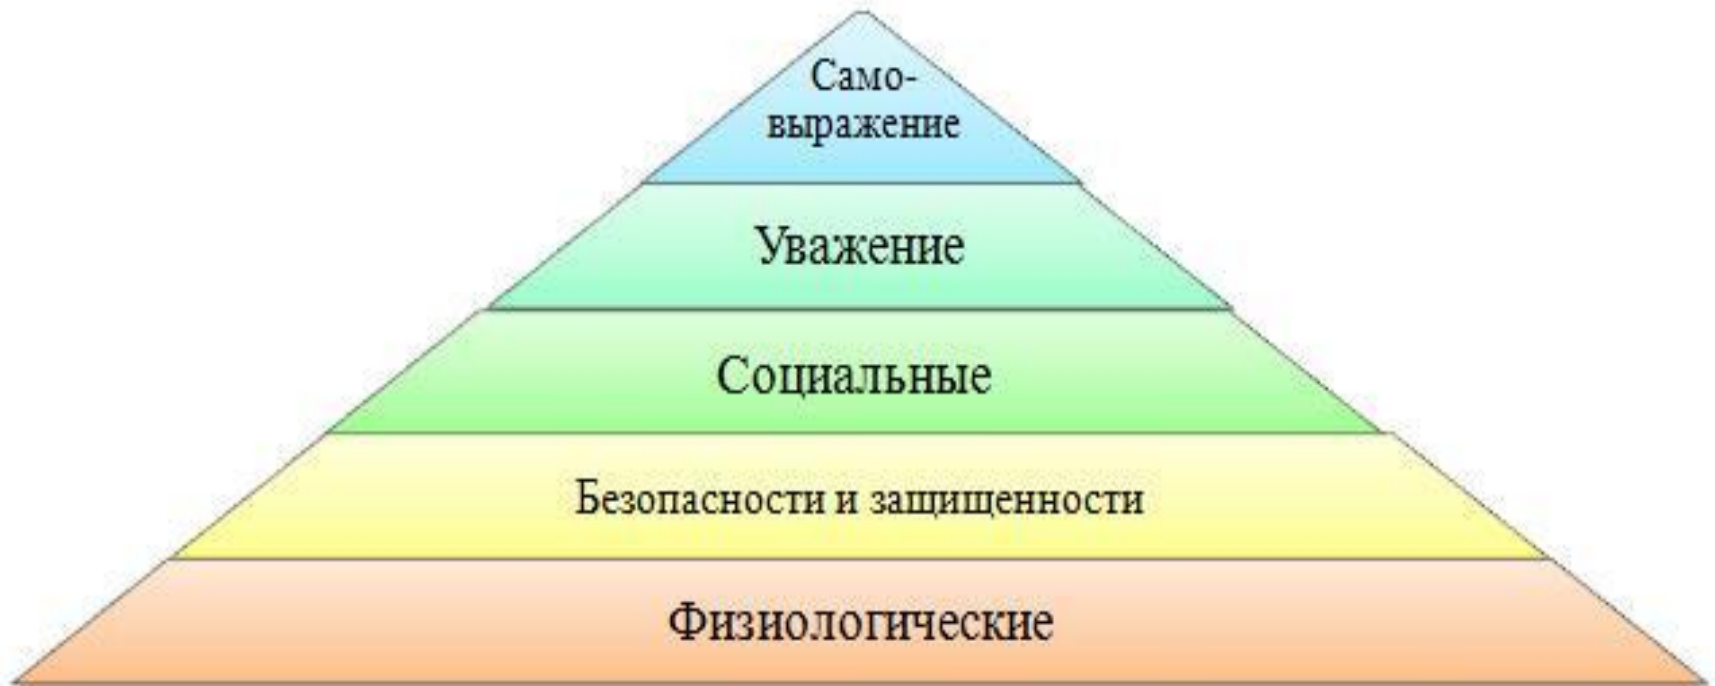 Само-
выражение
Уважение
Социальные
Безопасности и защищенности
Физиологические